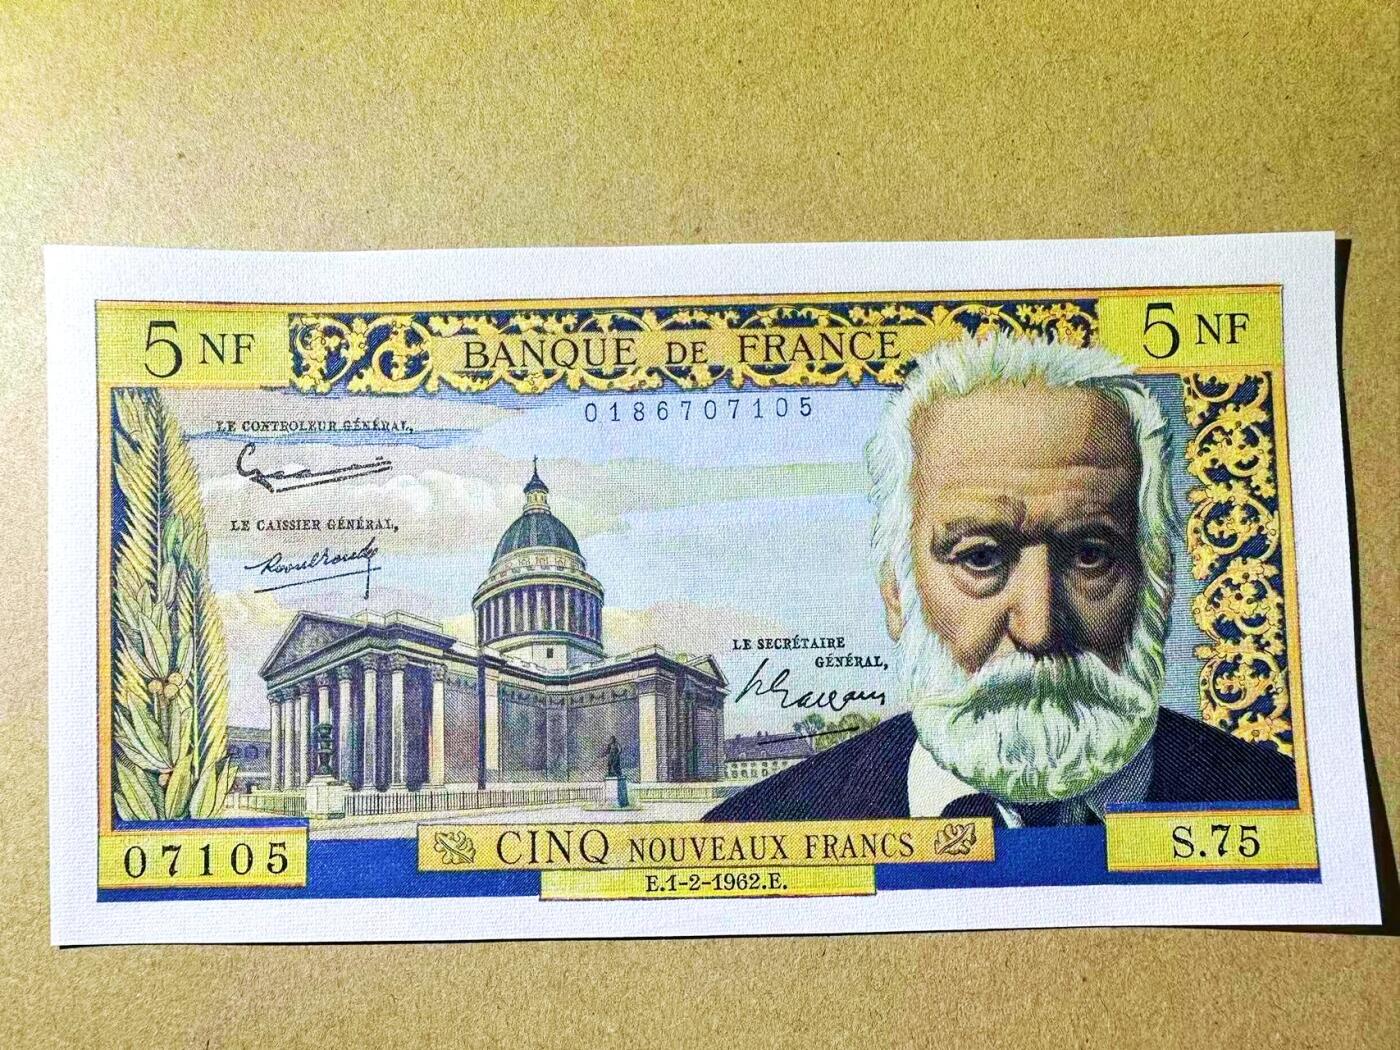 5 NF
BANQUE DE FRANCE
5 NF
0186707105
LE CONTROLEUR GÉNÉRAL,
LE CAISSIER GÉNÉRAL,
LE SECRÉTAIRE
GÉNÉRAL,
07105
CINQ NOUVEAUX FRANCS
S.75
E.1-2-1962.E.